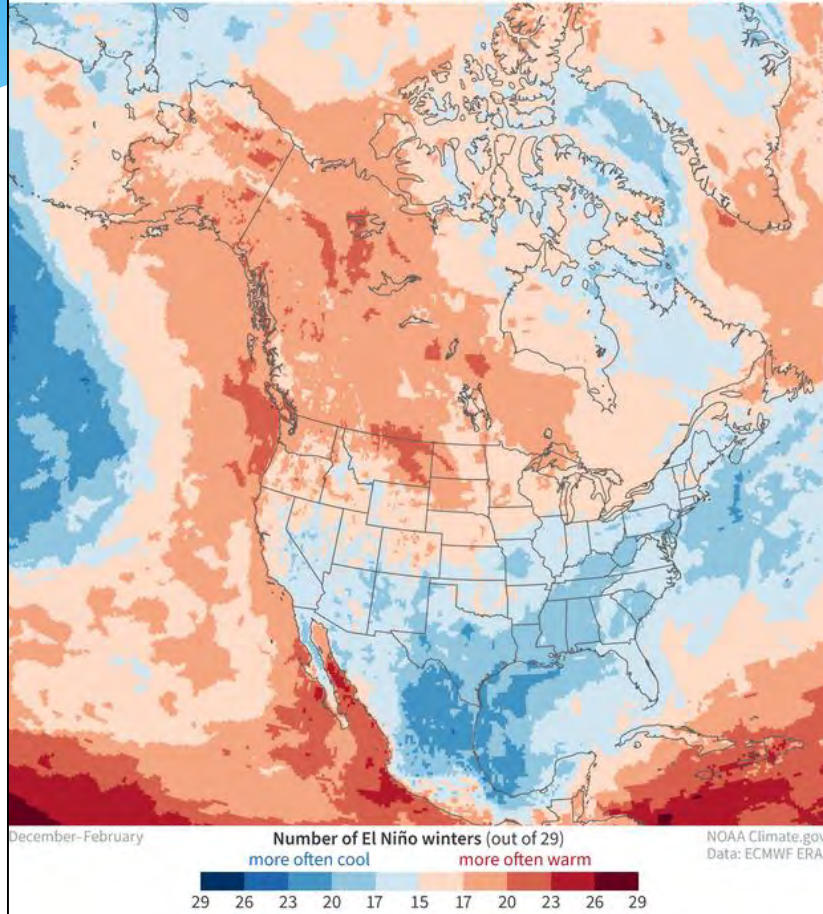 December–February
Number of El Niño winters (out of 29)
NOAA Climate.gov
more often cool
more often warm
Data: ECMWF ERA
29 26 23 20 17 15 17 20 23 26 29